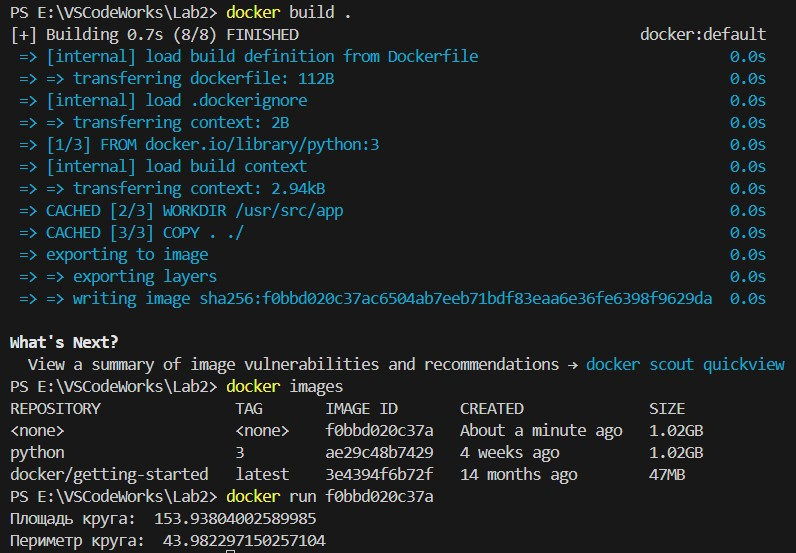 PS E:\VSCodeWorks\Lab2> docker build .
[+] Building 0.7s (8/8) FINISHED docker:default
=> [internal] load build definition from Dockerfile 0.0s
=> => transferring dockerfile: 112B 0.0s
=> [internal] load .dockerignore 0.0s
=> => transferring context: 2B 0.0s
=> [1/3] FROM docker.io/library/python:3 0.0s
=> [internal] load build context 0.0s
=> => transferring context: 2.94kB 0.0s
=> CACHED [2/3] WORKDIR /usr/src/app 0.0s
=> CACHED [3/3] COPY . ./ 0.0s
=> exporting to image 0.0s
=> => exporting layers 0.0s
=> => writing image sha256:f0bbd020c37ac6504ab7eeb71bdf83eaa6e36fe6398f9629da 0.0s
What's Next?
View a summary of image vulnerabilities and recommendations → docker scout quickview
PS E:\VSCodeWorks\Lab2> docker images
REPOSITORY TAG IMAGE ID CREATED SIZE
<none> <none> f0bbd020c37a About a minute ago 1.02GB
python 3 ae29c48b7429 4 weeks ago 1.02GB
docker/getting-started latest 3e4394f6b72f 14 months ago 47MB
PS E:\VSCodeWorks\Lab2> docker run f0bbd020c37a
Площадь круга: 153.93804002589985
Периметр круга: 43.982297150257104